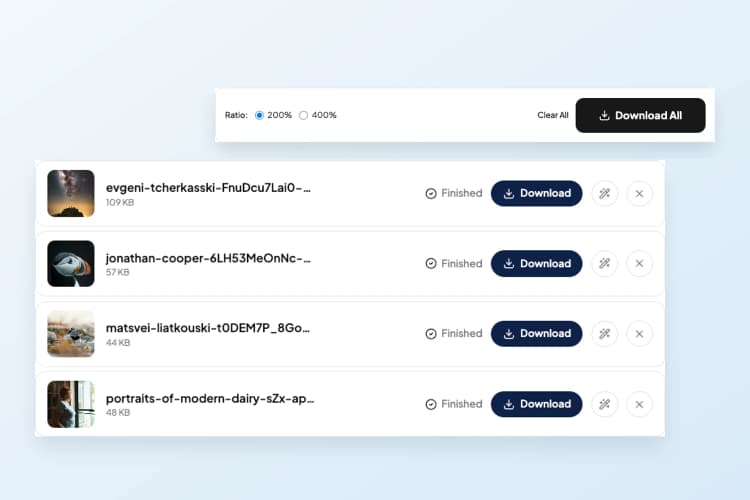 Ratio: 200% 400% Clear All Download All
evgeni-tcherkasski-FnuDcu7Lai0-...
109 KB
Finished Download
jonathan-cooper-6LH53MeOnNc-...
57 KB
Finished Download
matsvei-liatkouski-t0DEM7P_8Go...
44 KB
Finished Download
portraits-of-modern-dairy-sZx-ap...
48 KB
Finished Download